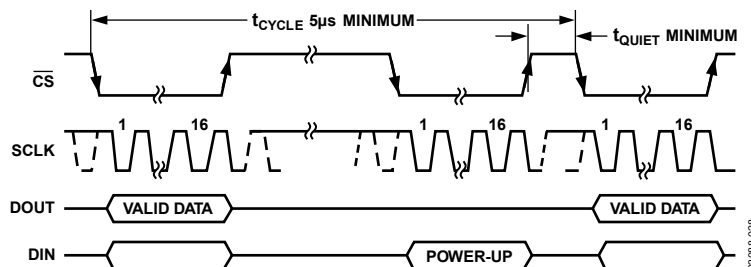 tCYCLE 5µs MINIMUM
tQUIET MINIMUM
CS
1 16 1 16 1 16
SCLK
DOUT VALID DATA VALID DATA
DIN POWER-UP